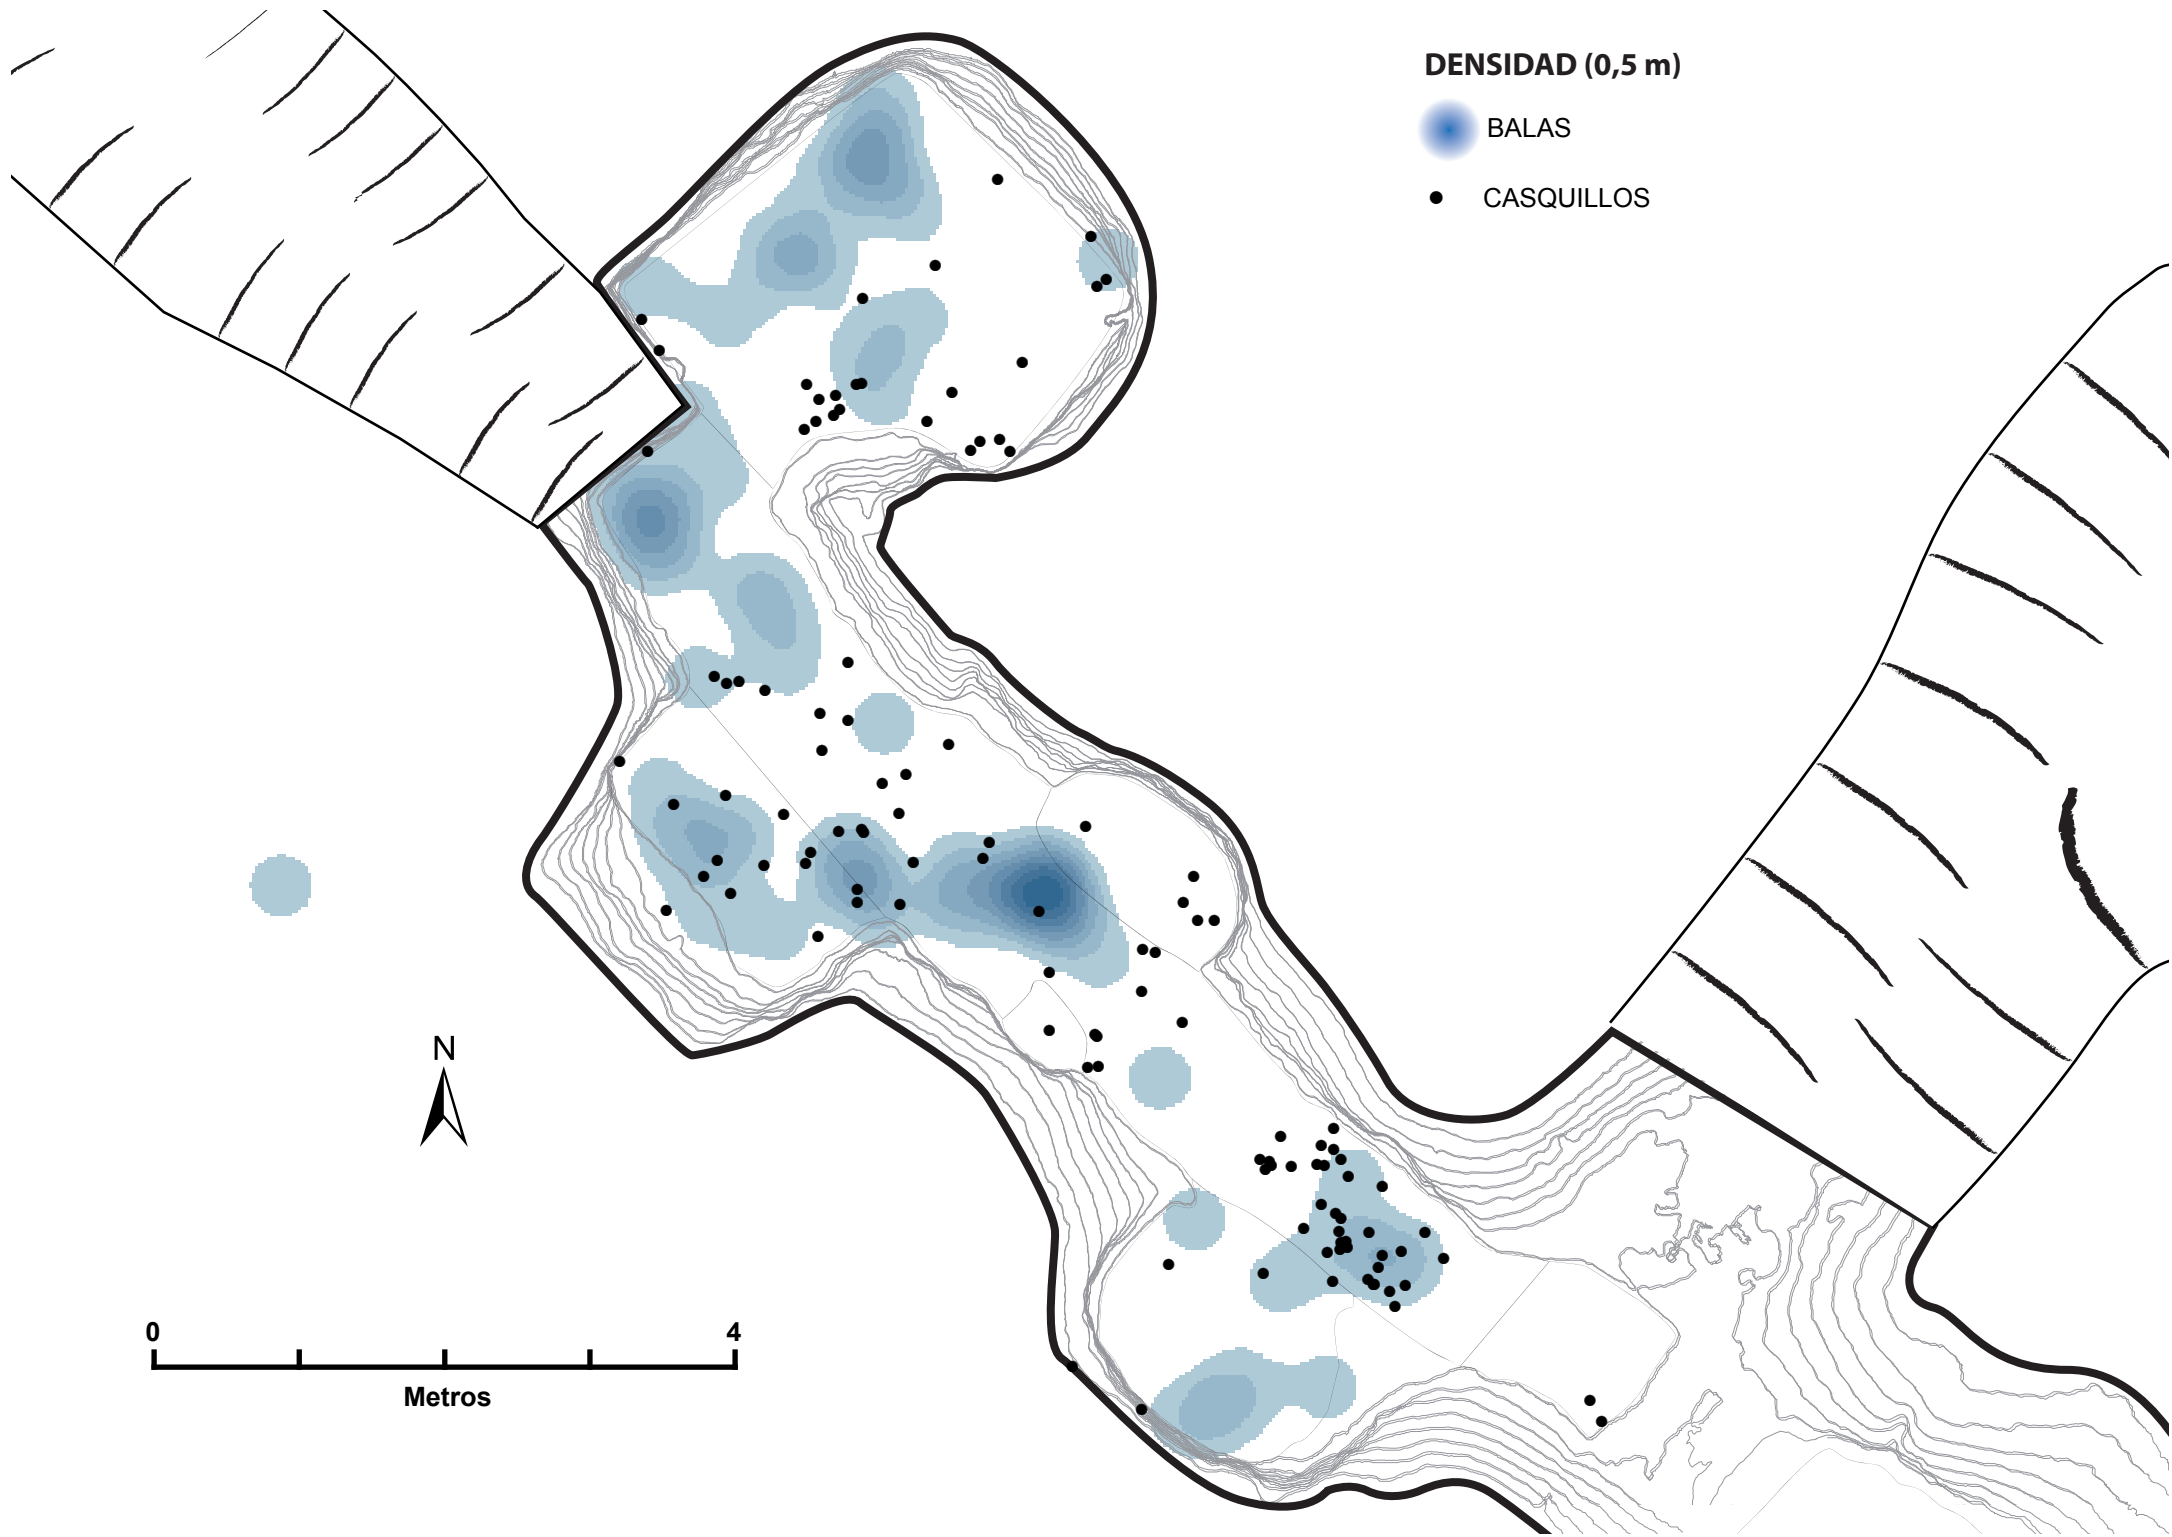 DENSIDAD (0,5 m)
BALAS
CASQUILLOS
N
0 4
Metros